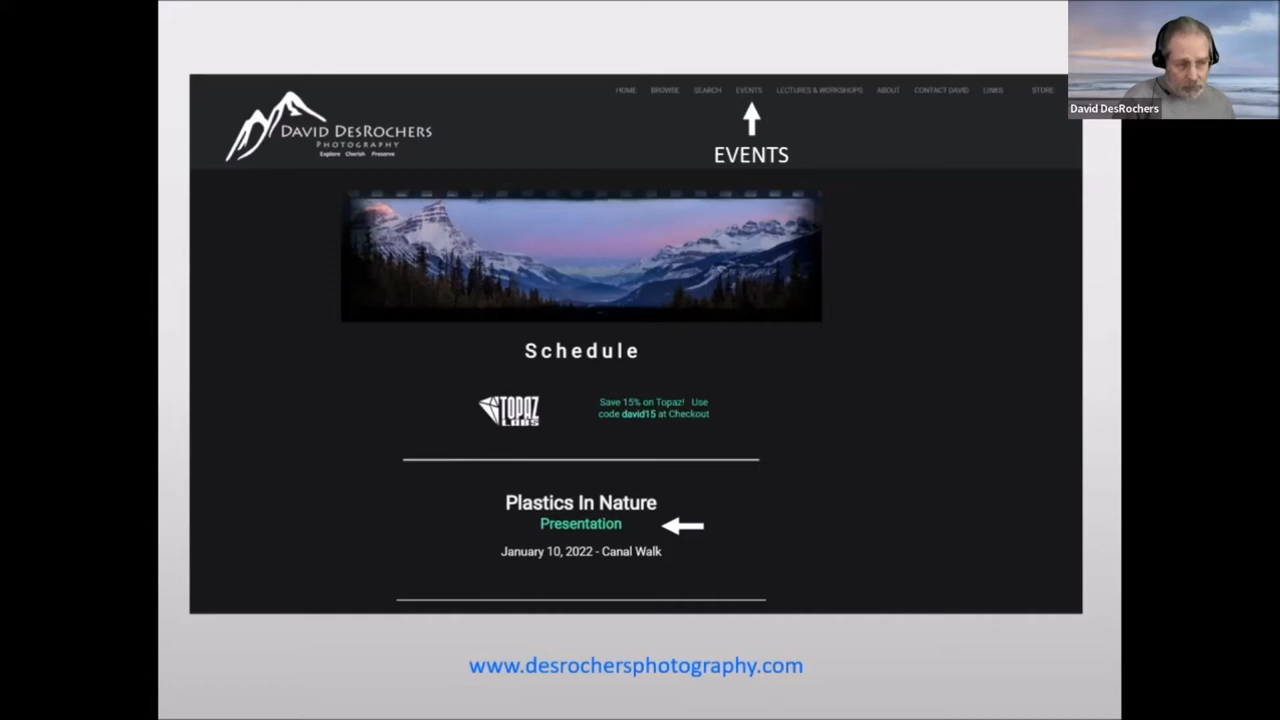 David DesRochers
HOME BROWSE SEARCH EVENTS LECTURES & WORKSHOPS ABOUT CONTACT DAVID LINKS STORE
DAVID DESROCHERS
PHOTOGRAPHY
Explore Cherish Preserve
EVENTS
Schedule
TOPAZ
LABS
Save 15% on Topaz! Use
code david15 at Checkout
Plastics In Nature
Presentation
January 10, 2022 - Canal Walk
www.desrochersphotography.com